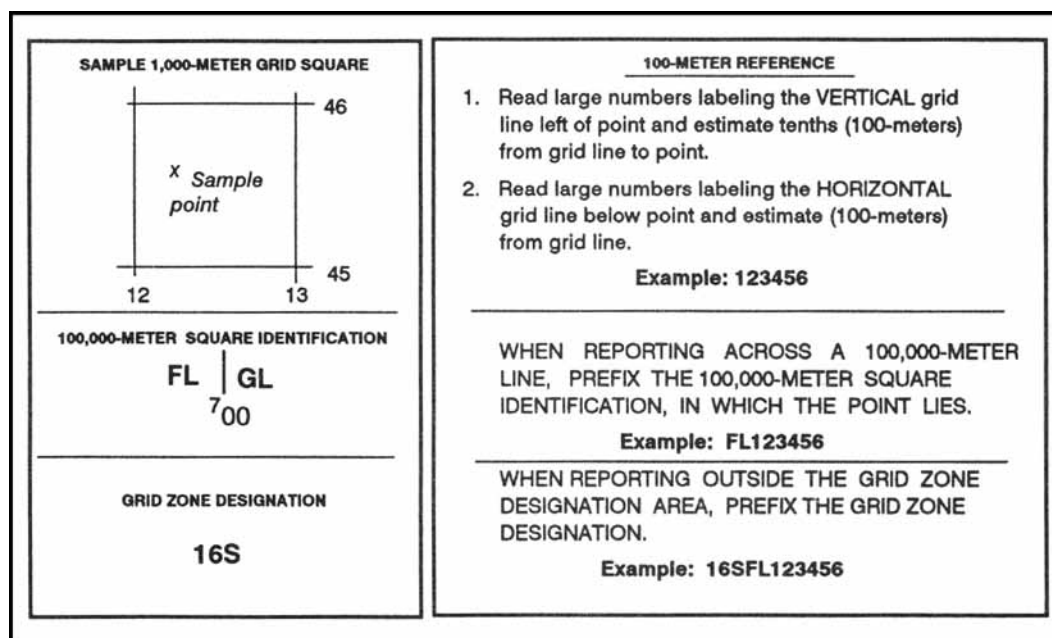 SAMPLE 1,000-METER GRID SQUARE
46
x Sample
point
45
12 13
100,000-METER SQUARE IDENTIFICATION
FL | GL
⁷00
GRID ZONE DESIGNATION
16S
100-METER REFERENCE
1. Read large numbers labeling the VERTICAL grid
line left of point and estimate tenths (100-meters)
from grid line to point.
2. Read large numbers labeling the HORIZONTAL
grid line below point and estimate (100-meters)
from grid line.
Example: 123456
WHEN REPORTING ACROSS A 100,000-METER
LINE, PREFIX THE 100,000-METER SQUARE
IDENTIFICATION, IN WHICH THE POINT LIES.
Example: FL123456
WHEN REPORTING OUTSIDE THE GRID ZONE
DESIGNATION AREA, PREFIX THE GRID ZONE
DESIGNATION.
Example: 16SFL123456